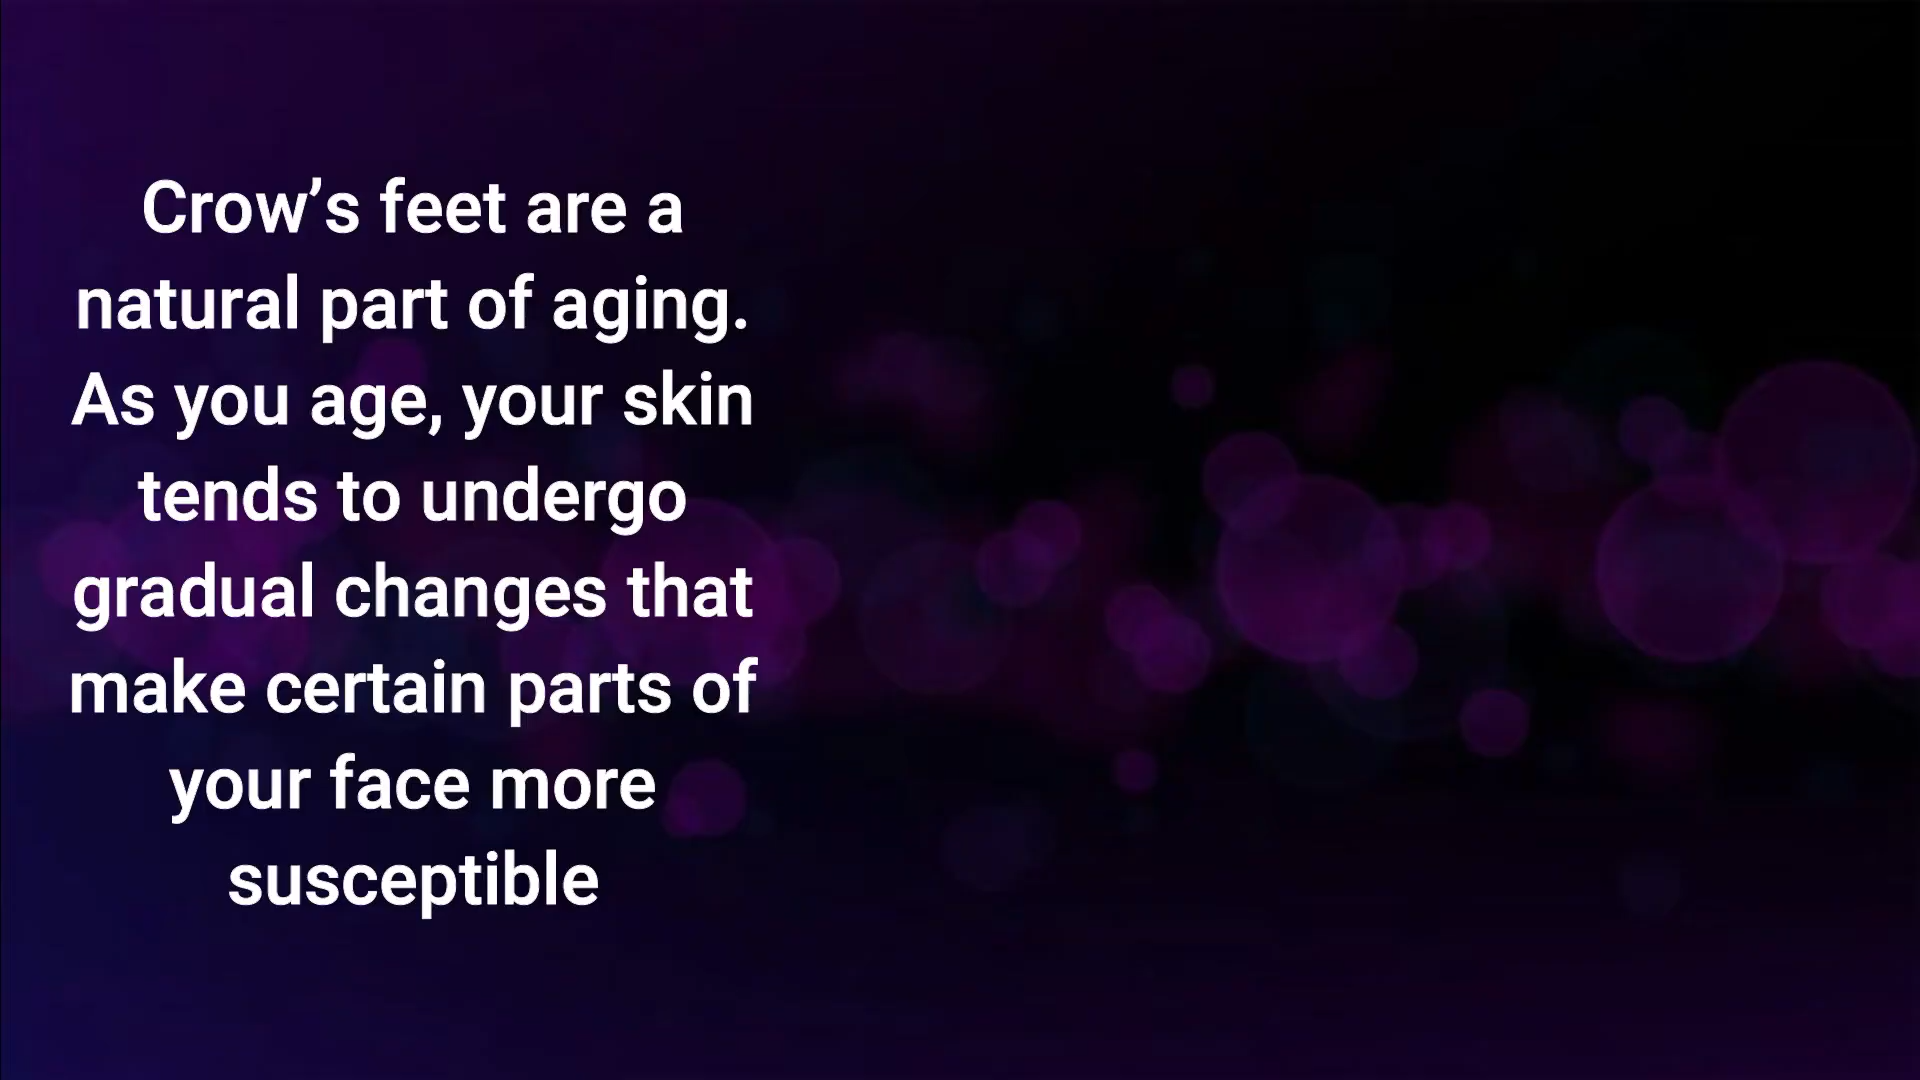 Crow’s feet are a
natural part of aging.
As you age, your skin
tends to undergo
gradual changes that
make certain parts of
your face more
susceptible